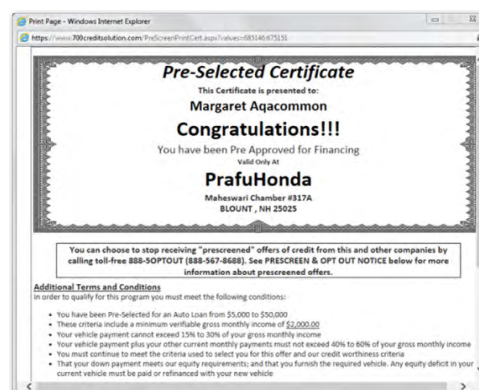 Print Page - Windows Internet Explorer
https://www.700creditsolution.com/PreScreenPrintCert.aspx?values=685146:675151
Pre-Selected Certificate
This Certificate is presented to:
Margaret Aqacommon
Congratulations!!!
You have been Pre Approved for Financing
Valid Only At
PrafuHonda
Maheswari Chamber #317A
BLOUNT , NH 25025
You can choose to stop receiving "prescreened" offers of credit from this and other companies by
calling toll-free 888-5OPTOUT (888-567-8688). See PRESCREEN & OPT OUT NOTICE below for more
information about prescreened offers.
Additional Terms and Conditions
In order to qualify for this program you must meet the following conditions:
• You have been Pre-Selected for an Auto Loan from $5,000 to $50,000
• These criteria include a minimum verifiable gross monthly income of $2,000.00
• Your vehicle payment cannot exceed 15% to 30% of your gross monthly income
• Your vehicle payment plus your other current monthly payments must not exceed 40% to 60% of your gross monthly income
• You must continue to meet the criteria used to select you for this offer and our credit worthiness criteria
• That your down payment meets our equity requirements; and that you furnish the required vehicle. Any equity deficit in your
current vehicle must be paid or refinanced with your new vehicle